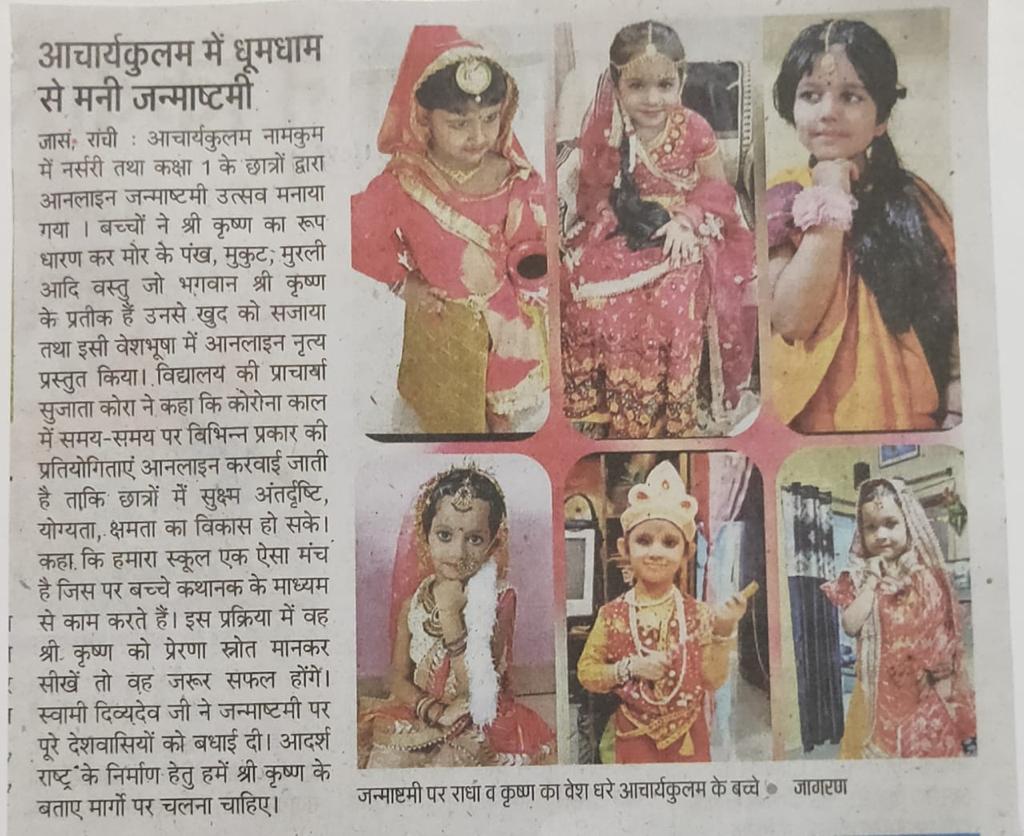 आचार्यकुलम में धूमधाम
से मनी जन्माष्टमी
जासं, रांची : आचार्यकुलम नामकुम
में नर्सरी तथा कक्षा 1 के छात्रों द्वारा
आनलाइन जन्माष्टमी उत्सव मनाया
गया । बच्चों ने श्री कृष्ण का रूप
धारण कर मोर के पंख, मुकुट, मुरली
आदि वस्तु जो भगवान श्री कृष्ण
के प्रतीक हैं उनसे खुद को सजाया
तथा इसी वेशभूषा में आनलाइन नृत्य
प्रस्तुत किया। विद्यालय की प्राचार्या
सुजाता कोरा ने कहा कि कोरोना काल
में समय-समय पर विभिन्न प्रकार की
प्रतियोगिताएं आनलाइन करवाई जाती
है ताकि छात्रों में सुक्ष्म अंतर्दृष्टि,
योग्यता, क्षमता का विकास हो सके।
कहा कि हमारा स्कूल एक ऐसा मंच
है जिस पर बच्चे कथानक के माध्यम
से काम करते हैं। इस प्रक्रिया में वह
श्री कृष्ण को प्रेरणा स्रोत मानकर
सीखें तो वह जरूर सफल होंगे।
स्वामी दिव्यदेव जी ने जन्माष्टमी पर
पूरे देशवासियों को बधाई दी। आदर्श
राष्ट्र के निर्माण हेतु हमें श्री कृष्ण के
बताए मार्गो पर चलना चाहिए।
जन्माष्टमी पर राधा व कृष्ण का वेश धरे आचार्यकुलम के बच्चे ● जागरण